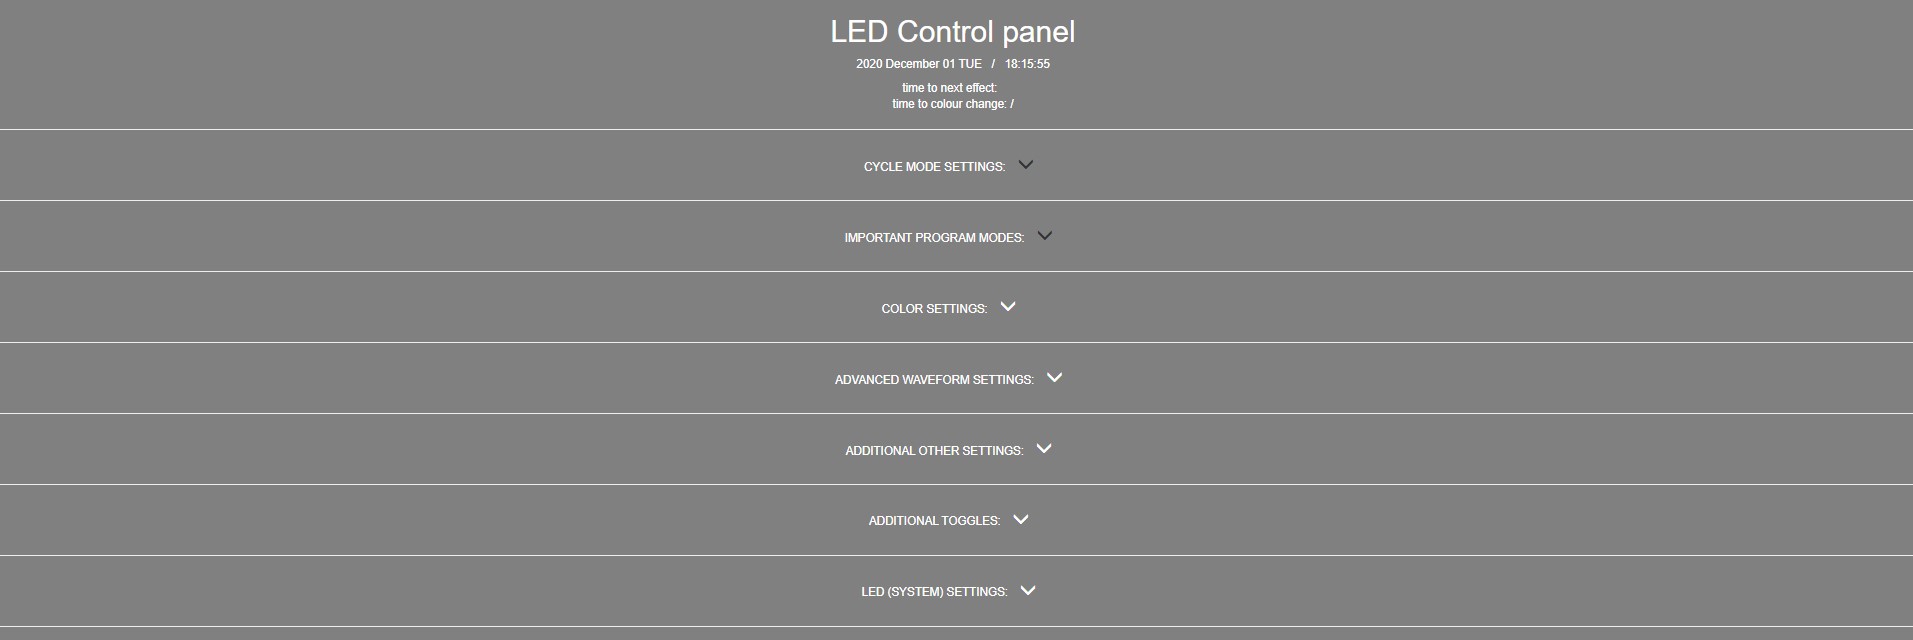 LED Control panel
2020 December 01 TUE / 18:15:55
time to next effect:
time to colour change: /
CYCLE MODE SETTINGS:
IMPORTANT PROGRAM MODES:
COLOR SETTINGS:
ADVANCED WAVEFORM SETTINGS:
ADDITIONAL OTHER SETTINGS:
ADDITIONAL TOGGLES:
LED (SYSTEM) SETTINGS: